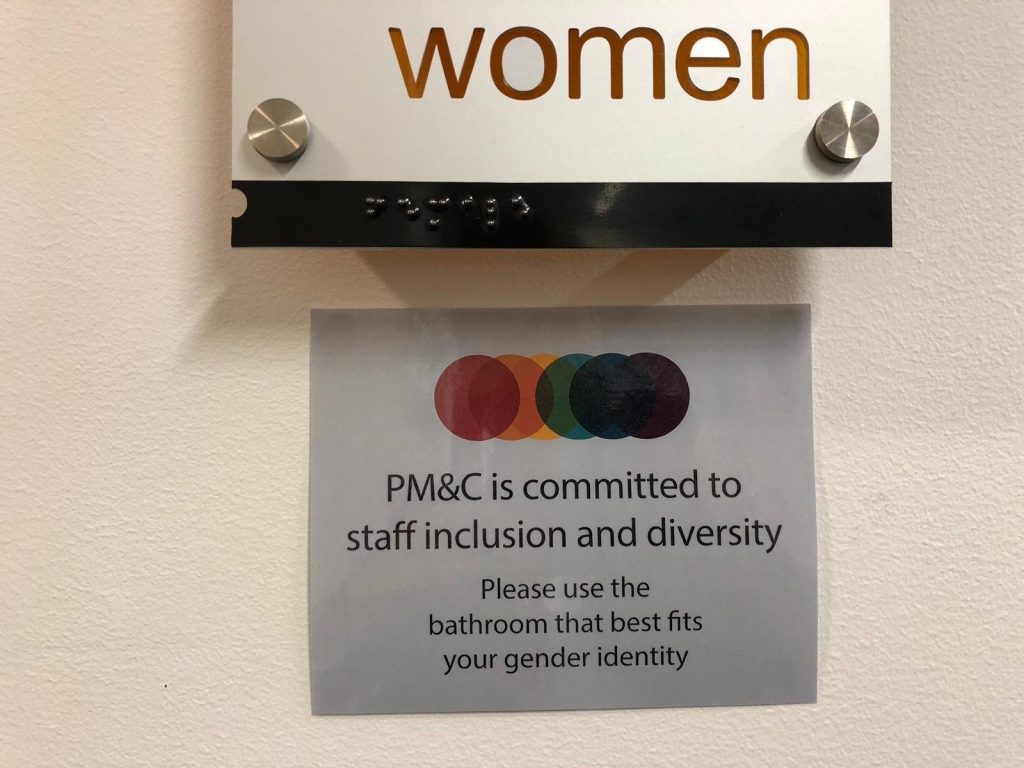 women
PM&C is committed to
staff inclusion and diversity
Please use the
bathroom that best fits
your gender identity